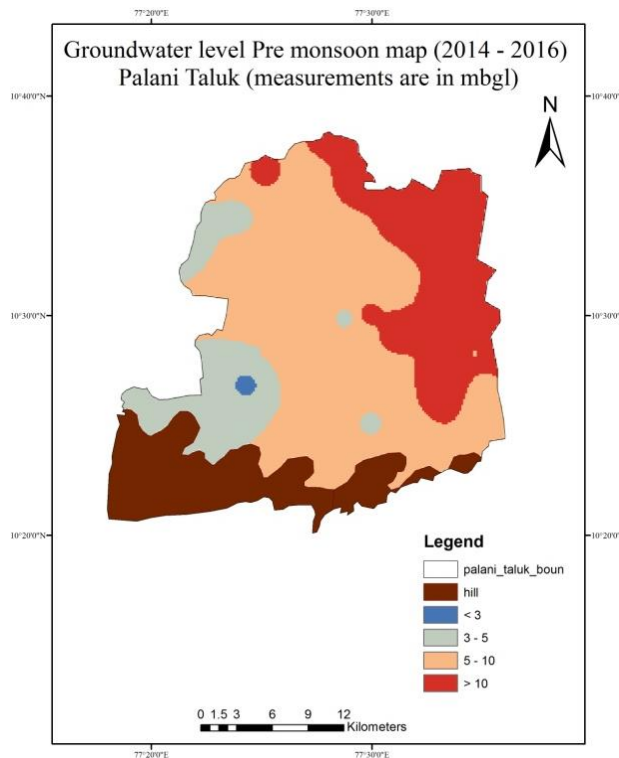 77°20'0"E 77°30'0"E
Groundwater level Pre monsoon map (2014 - 2016)
Palani Taluk (measurements are in mbgl)
10°40'0"N 10°40'0"N
N
10°30'0"N 10°30'0"N
10°20'0"N 10°20'0"N
Legend
palani_taluk_boun
hill
< 3
3 - 5
5 - 10
> 10
0 1.5 3 6 9 12
Kilometers
77°20'0"E 77°30'0"E